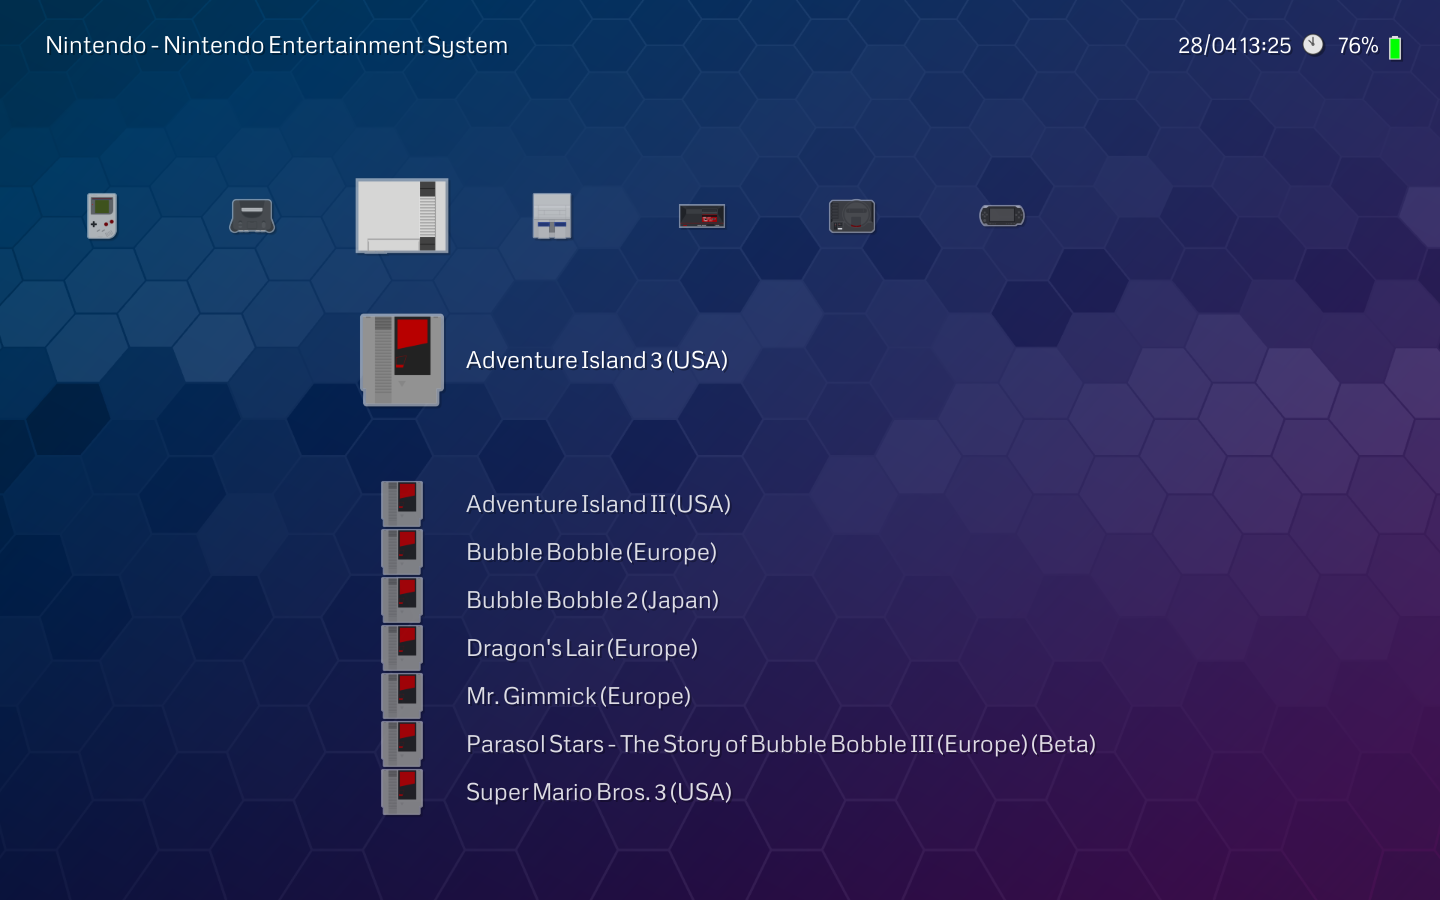 Nintendo - Nintendo Entertainment System
28/04 13:25 76%
Adventure Island 3 (USA)
Adventure Island II (USA)
Bubble Bobble (Europe)
Bubble Bobble 2 (Japan)
Dragon's Lair (Europe)
Mr. Gimmick (Europe)
Parasol Stars - The Story of Bubble Bobble III (Europe) (Beta)
Super Mario Bros. 3 (USA)